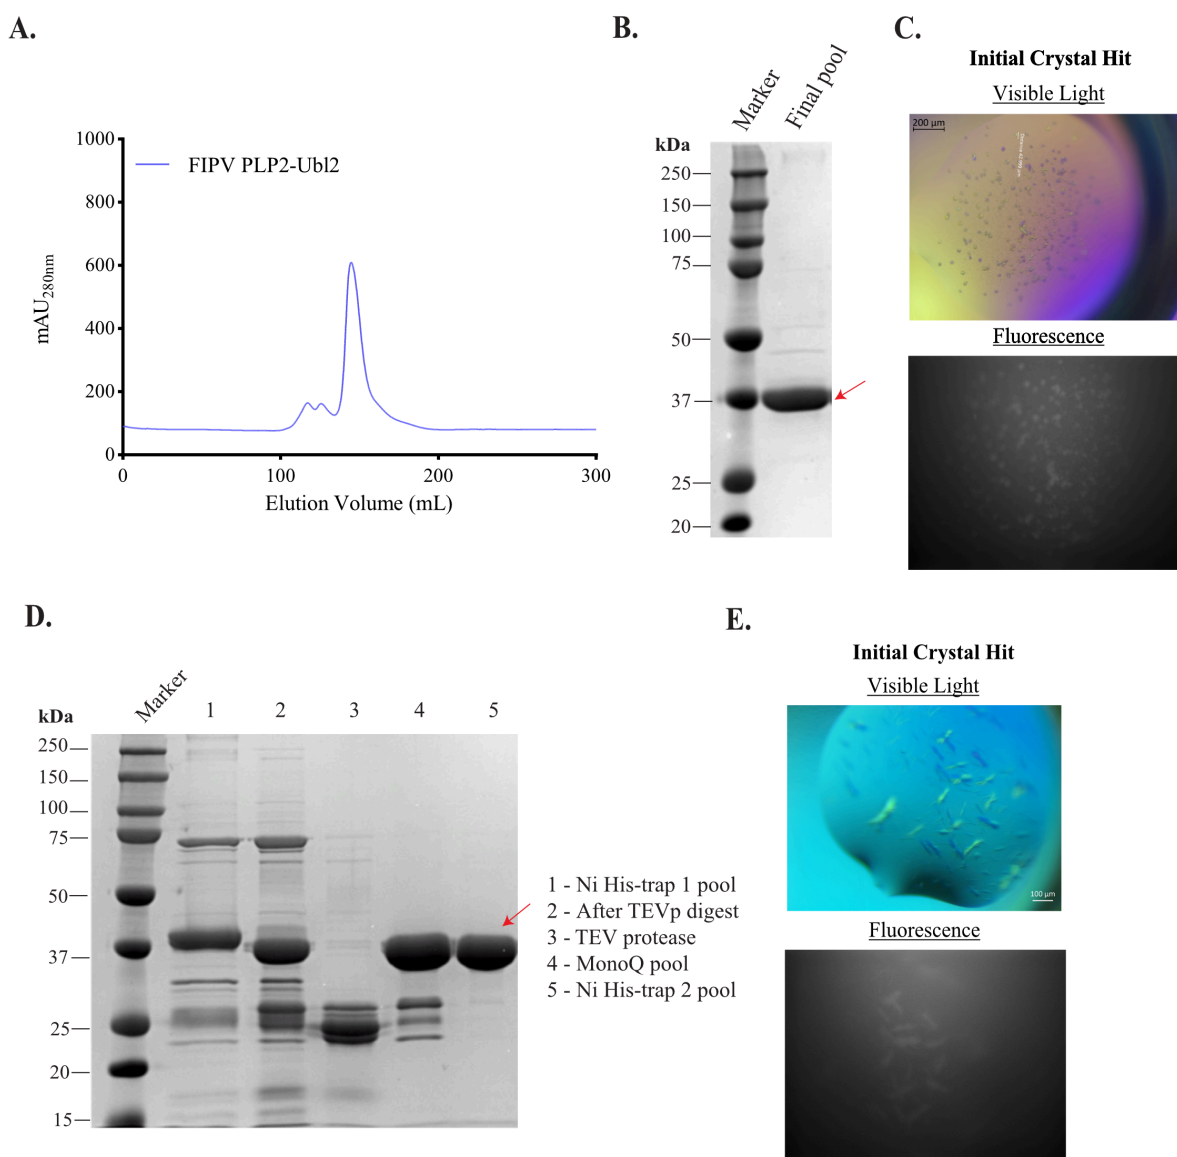 A.
1000
800
600
400
200
0
mAU280nm
FIPV PLP2-Ubl2
0
100
200
300
Elution Volume (mL)
B.
Marker
Final pool
kDa
250
150
100
75
50
37
25
20
C.
Initial Crystal Hit
Visible Light
200 μm
Fluorescence
D.
kDa
Marker
1 2 3 4 5
250
150
100
75
50
37
25
20
15
1 - Ni His-trap 1 pool
2 - After TEVp digest
3 - TEV protease
4 - MonoQ pool
5 - Ni His-trap 2 pool
E.
Initial Crystal Hit
Visible Light
100 μm
Fluorescence